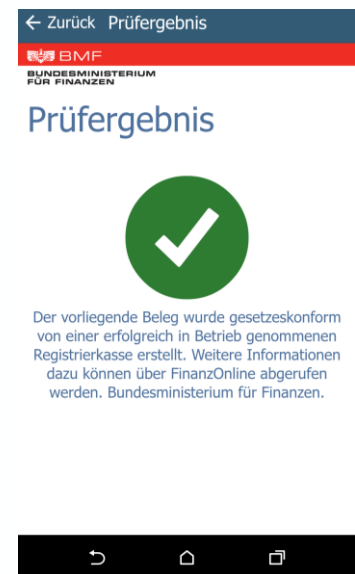 ← Zurück Prüfergebnis
BMF
BUNDESMINISTERIUM
FÜR FINANZEN
Prüfergebnis
Der vorliegende Beleg wurde gesetzeskonform
von einer erfolgreich in Betrieb genommenen
Registrierkasse erstellt. Weitere Informationen
dazu können über FinanzOnline abgerufen
werden. Bundesministerium für Finanzen.